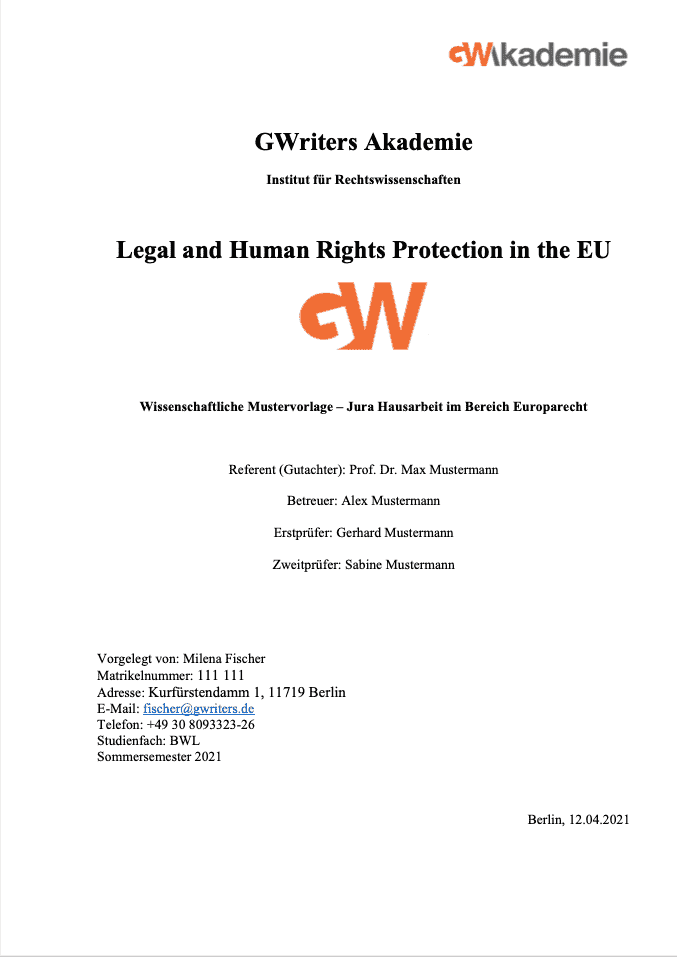 GWAkademie
GWriters Akademie
Institut für Rechtswissenschaften
Legal and Human Rights Protection in the EU
GW
Wissenschaftliche Mustervorlage – Jura Hausarbeit im Bereich Europarecht
Referent (Gutachter): Prof. Dr. Max Mustermann
Betreuer: Alex Mustermann
Erstprüfer: Gerhard Mustermann
Zweitprüfer: Sabine Mustermann
Vorgelegt von: Milena Fischer
Matrikelnummer: 111 111
Adresse: Kurfürstendamm 1, 11719 Berlin
E-Mail: fischer@gwriters.de
Telefon: +49 30 8093323-26
Studienfach: BWL
Sommersemester 2021
Berlin, 12.04.2021